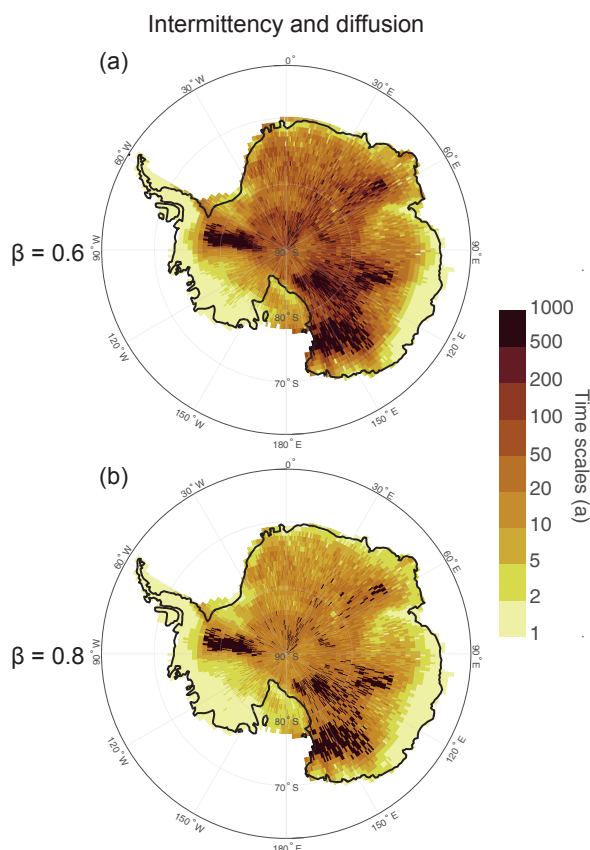 Intermittency and diffusion
(a)
0°
30° W
30° E
60° W
60° E
β = 0.6
90° W
90° E
80° S
70° S
120° W
120° E
150° W
150° E
180° E
1000
500
200
100
50
20
10
5
2
1
Time scales (a)
(b)
0°
30° W
30° E
60° W
60° E
β = 0.8
90° W
90° S
90° E
80° S
70° S
120° W
120° E
150° W
150° E
180° E